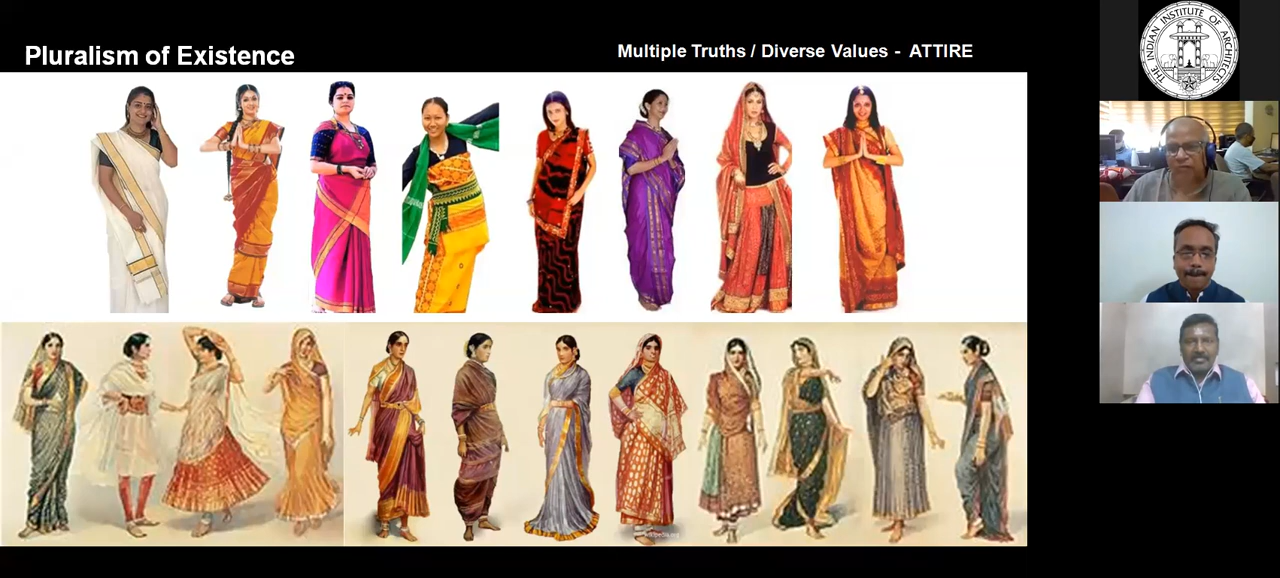 Pluralism of Existence
Multiple Truths / Diverse Values - ATTIRE
THE INDIAN INSTITUTE OF ARCHITECTS